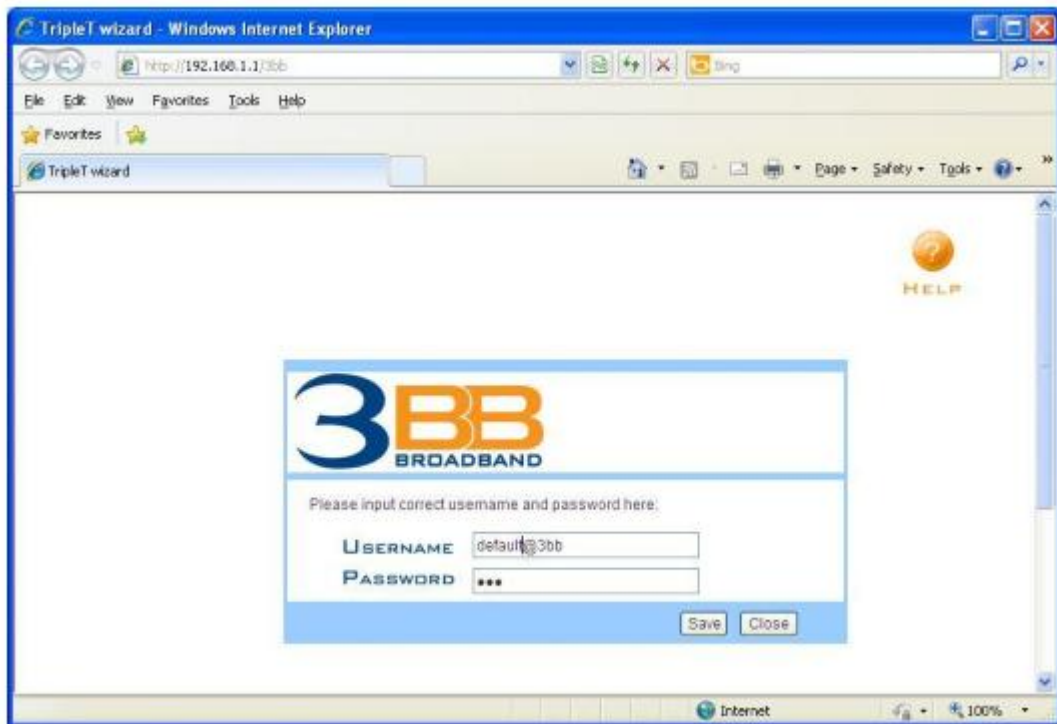 TripleT wizard - Windows Internet Explorer
http://192.168.1.1/3bb
Bing
File Edit View Favorites Tools Help
Favorites
TripleT wizard
Page Safety Tools
HELP
3BB
BROADBAND
Please input correct username and password here:
USERNAME default@3bb
PASSWORD •••
Save Close
Internet 100%